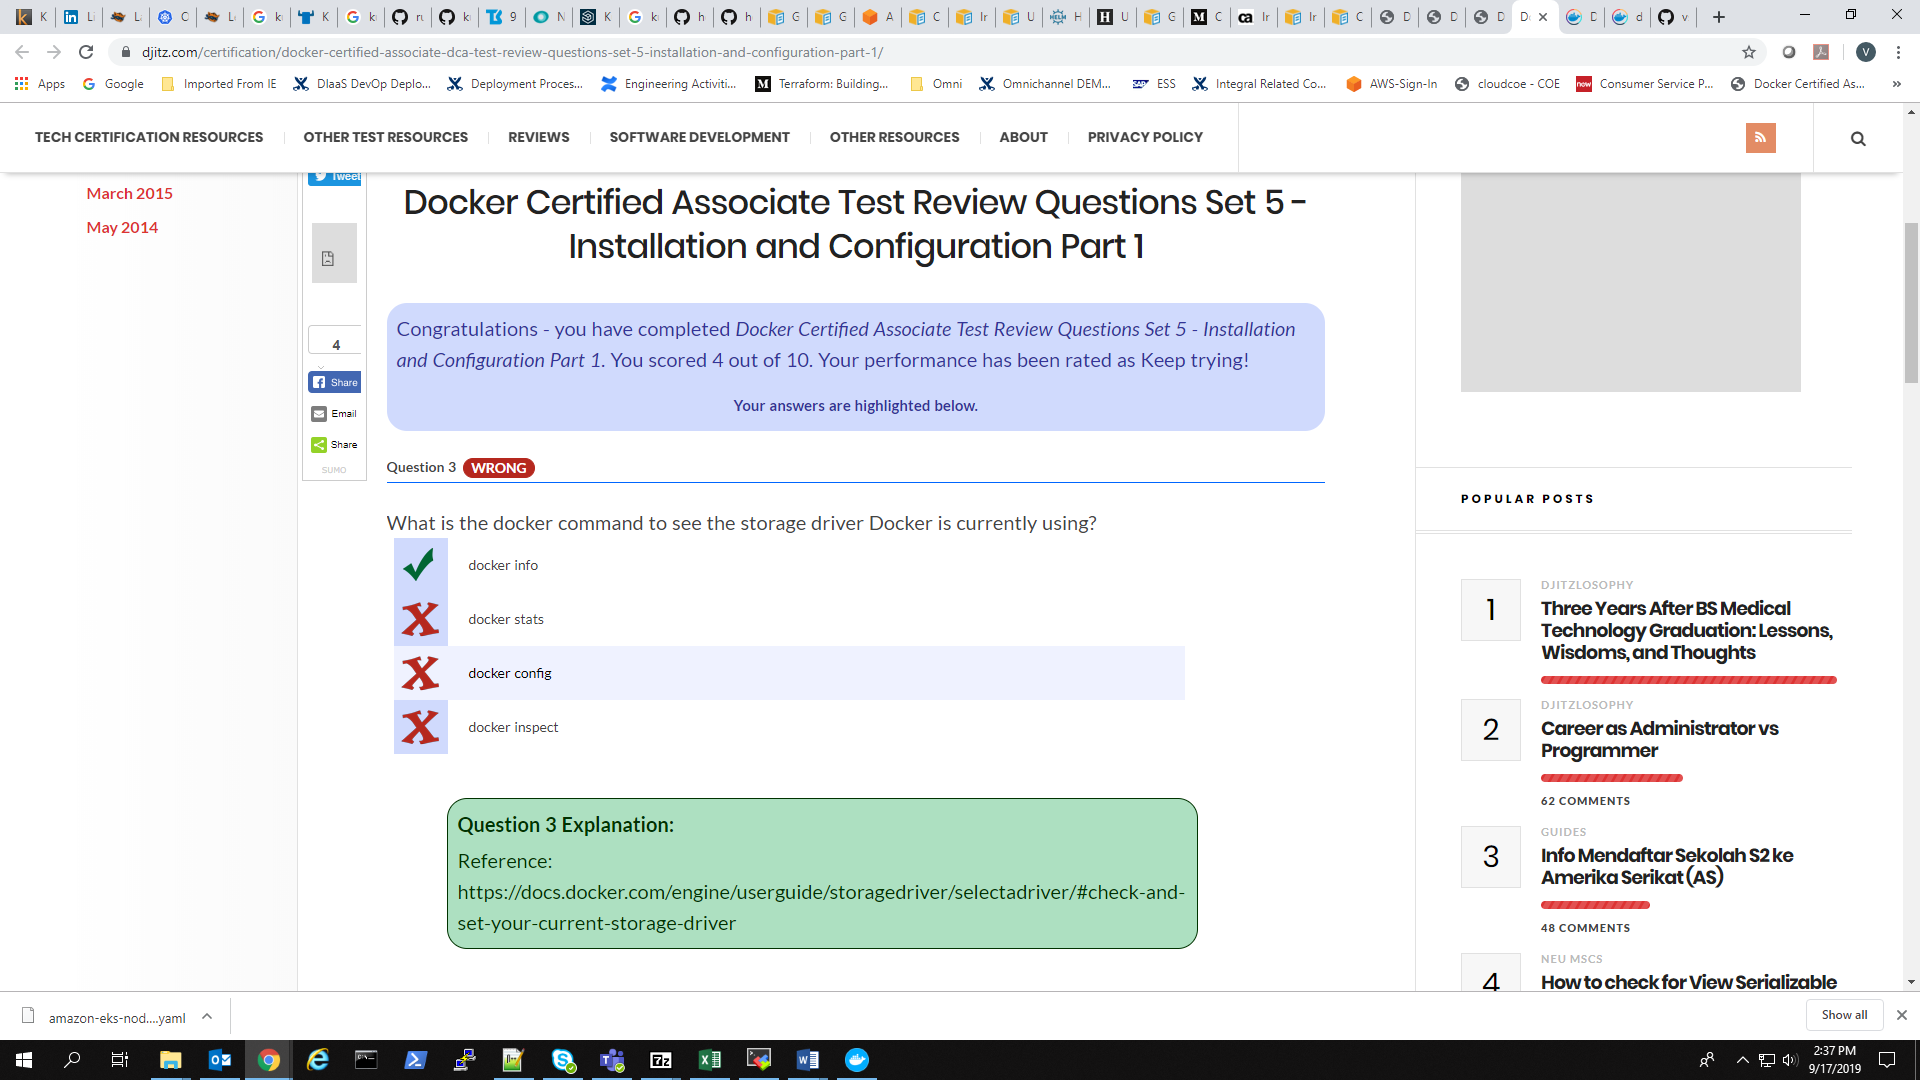 djitz.com/certification/docker-certified-associate-dca-test-review-questions-set-5-installation-and-configuration-part-1/
Apps
Google
Imported From IE
DIaaS DevOp Deplo...
Deployment Proces...
Engineering Activiti...
Terraform: Building...
Omni
Omnichannel DEM...
ESS
Integral Related Co...
AWS-Sign-In
cloudcoe - COE
Consumer Service P...
Docker Certified As...
TECH CERTIFICATION RESOURCES
OTHER TEST RESOURCES
REVIEWS
SOFTWARE DEVELOPMENT
OTHER RESOURCES
ABOUT
PRIVACY POLICY
March 2015
May 2014
Tweet
4
Share
Email
Share
SUMO
Docker Certified Associate Test Review Questions Set 5 -
Installation and Configuration Part 1
Congratulations - you have completed Docker Certified Associate Test Review Questions Set 5 - Installation
and Configuration Part 1. You scored 4 out of 10. Your performance has been rated as Keep trying!
Your answers are highlighted below.
Question 3 WRONG
What is the docker command to see the storage driver Docker is currently using?
docker info
docker stats
docker config
docker inspect
Question 3 Explanation:
Reference:
https://docs.docker.com/engine/userguide/storagedriver/selectadriver/#check-and-
set-your-current-storage-driver
POPULAR POSTS
1
DJITZLOSOPHY
Three Years After BS Medical
Technology Graduation: Lessons,
Wisdoms, and Thoughts
2
DJITZLOSOPHY
Career as Administrator vs
Programmer
62 COMMENTS
3
GUIDES
Info Mendaftar Sekolah S2 ke
Amerika Serikat (AS)
48 COMMENTS
4
NEU MSCS
How to check for View Serializable
amazon-eks-nod....yaml
Show all
2:37 PM
9/17/2019